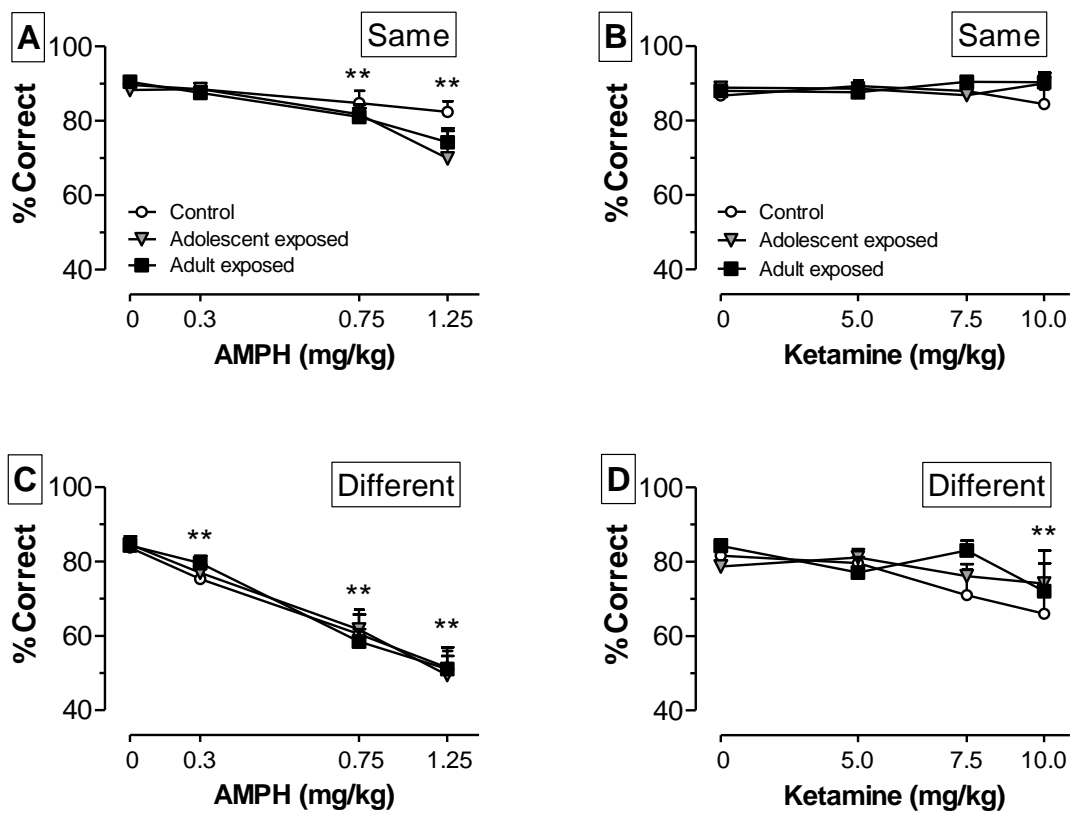 A
Same
100
80
60
40
% Correct
** **
Control
Adolescent exposed
Adult exposed
0 0.3 0.75 1.25
AMPH (mg/kg)
B
Same
100
80
60
40
% Correct
Control
Adolescent exposed
Adult exposed
0 5.0 7.5 10.0
Ketamine (mg/kg)
C
Different
100
80
60
40
% Correct
**
**
**
0 0.3 0.75 1.25
AMPH (mg/kg)
D
Different
100
80
60
40
% Correct
**
0 5.0 7.5 10.0
Ketamine (mg/kg)